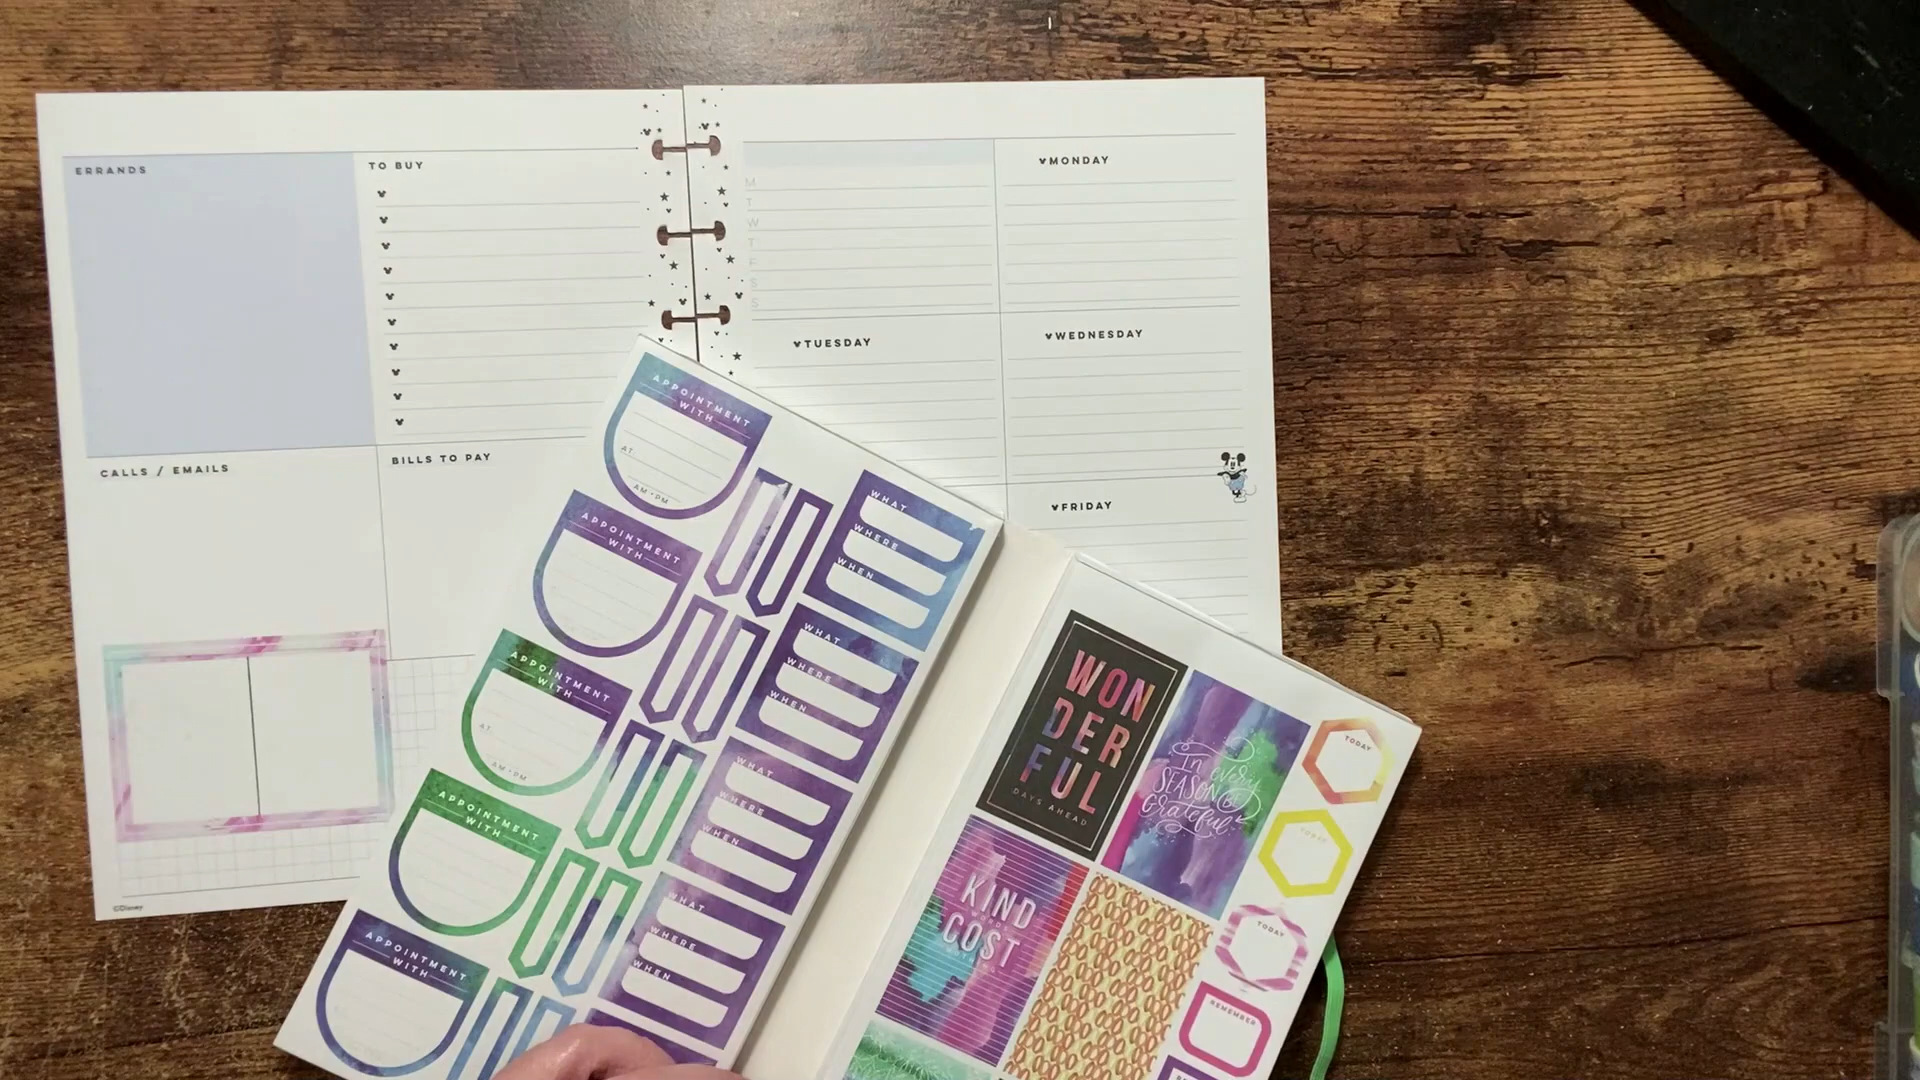 ERRANDS
TO BUY
CALLS / EMAILS
BILLS TO PAY
©Disney
M
T
W
T
F
S
S
MONDAY
TUESDAY
WEDNESDAY
FRIDAY
APPOINTMENT
WITH
AT:
AM • PM
APPOINTMENT
WITH
APPOINTMENT
WITH
AT:
AM • PM
APPOINTMENT
WITH
APPOINTMENT
WITH
WHAT
WHERE
WHEN
WHAT
WHERE
WHEN
WHAT
WHERE
WHEN
WHAT
WHERE
WHEN
WON
DER
FUL
DAYS AHEAD
In every
SEASON BE
Grateful
KIND
WORDS
COST
NOTHING
TODAY
TODAY
TODAY
REMEMBER